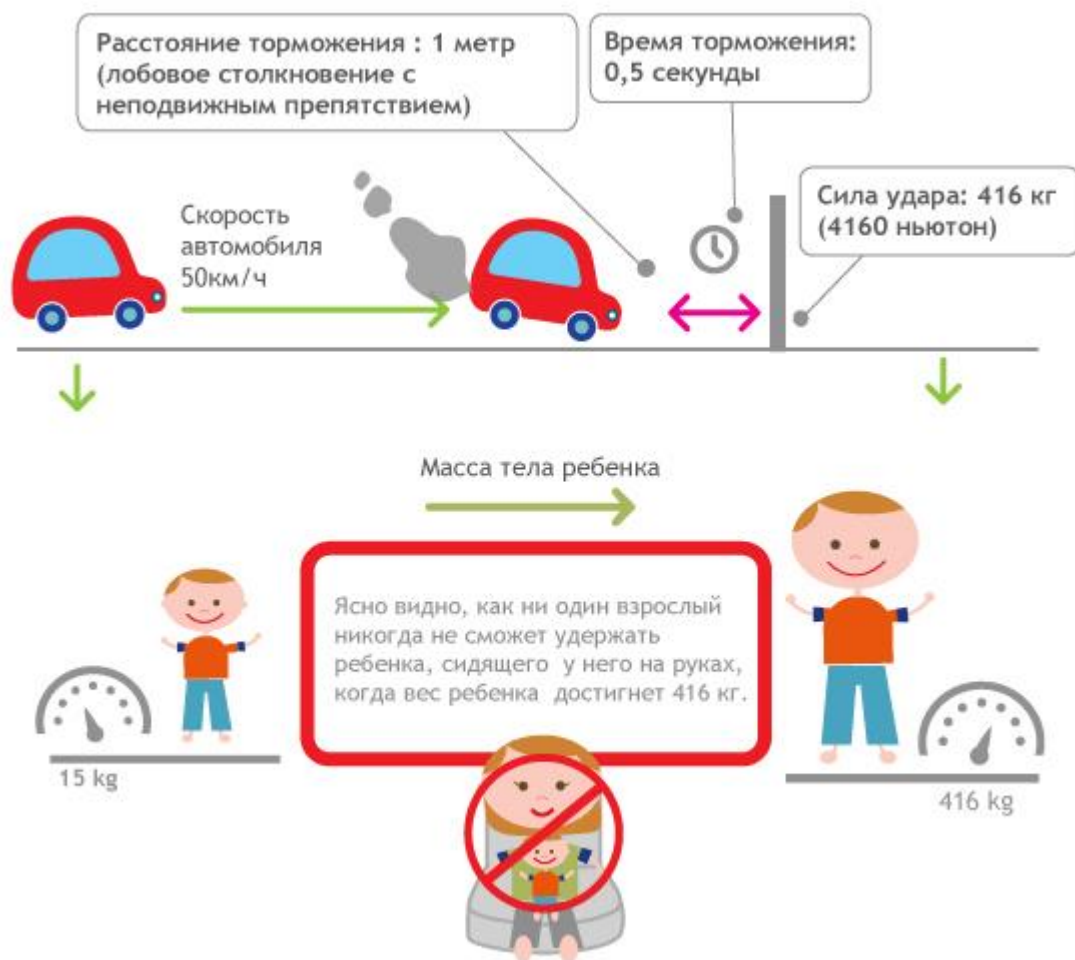 Расстояние торможения : 1 метр
(лобовое столкновение с
неподвижным препятствием)
Время торможения:
0,5 секунды
Сила удара: 416 кг
(4160 ньютон)
Скорость
автомобиля
50км/ч
Масса тела ребенка
Ясно видно, как ни один взрослый
никогда не сможет удержать
ребенка, сидящего у него на руках,
когда вес ребенка достигнет 416 кг.
15 kg
416 kg